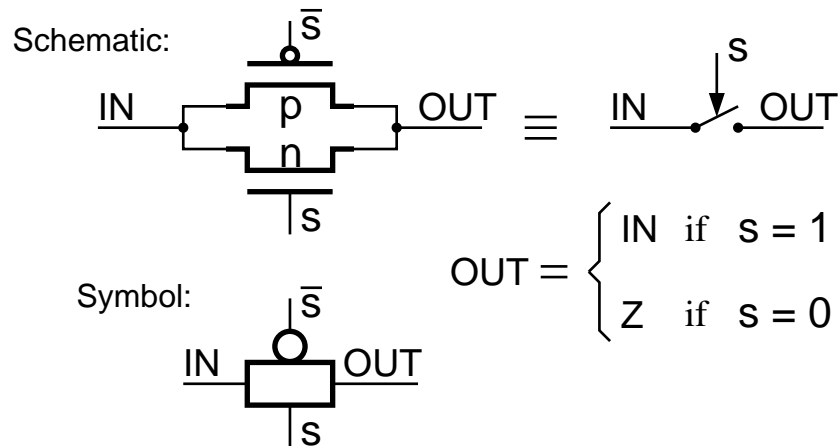 Schematic:
s̅
IN
p
n
OUT
s
≡
s
IN
OUT
OUT = { IN if s = 1
Z if s = 0
Symbol:
s̅
IN
OUT
s